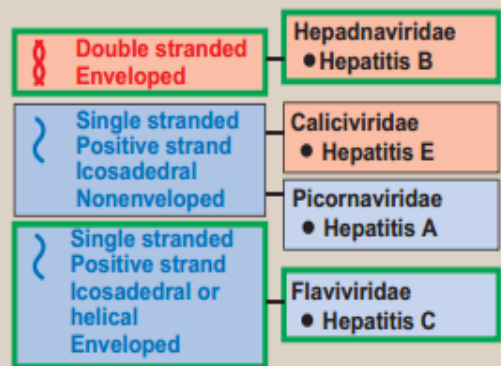 Double stranded
Enveloped
Hepadnaviridae
● Hepatitis B
Single stranded
Positive strand
Icosadedral
Nonenveloped
Caliciviridae
● Hepatitis E
Picornaviridae
● Hepatitis A
Single stranded
Positive strand
Icosadedral or
helical
Enveloped
Flaviviridae
● Hepatitis C